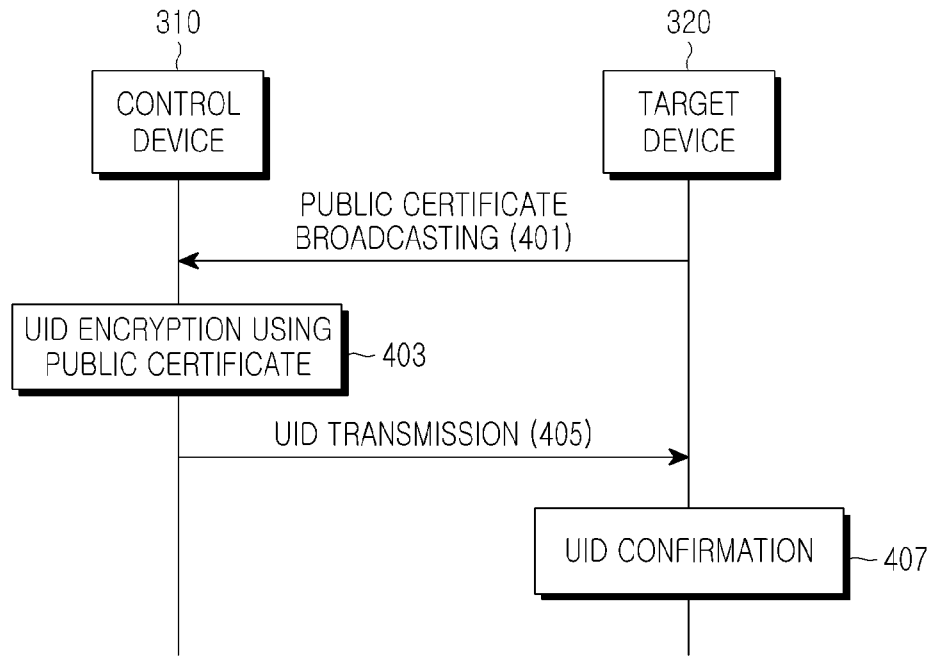 310
320
CONTROL
DEVICE
TARGET
DEVICE
PUBLIC CERTIFICATE
BROADCASTING (401)
UID ENCRYPTION USING
PUBLIC CERTIFICATE
403
UID TRANSMISSION (405)
UID CONFIRMATION
407